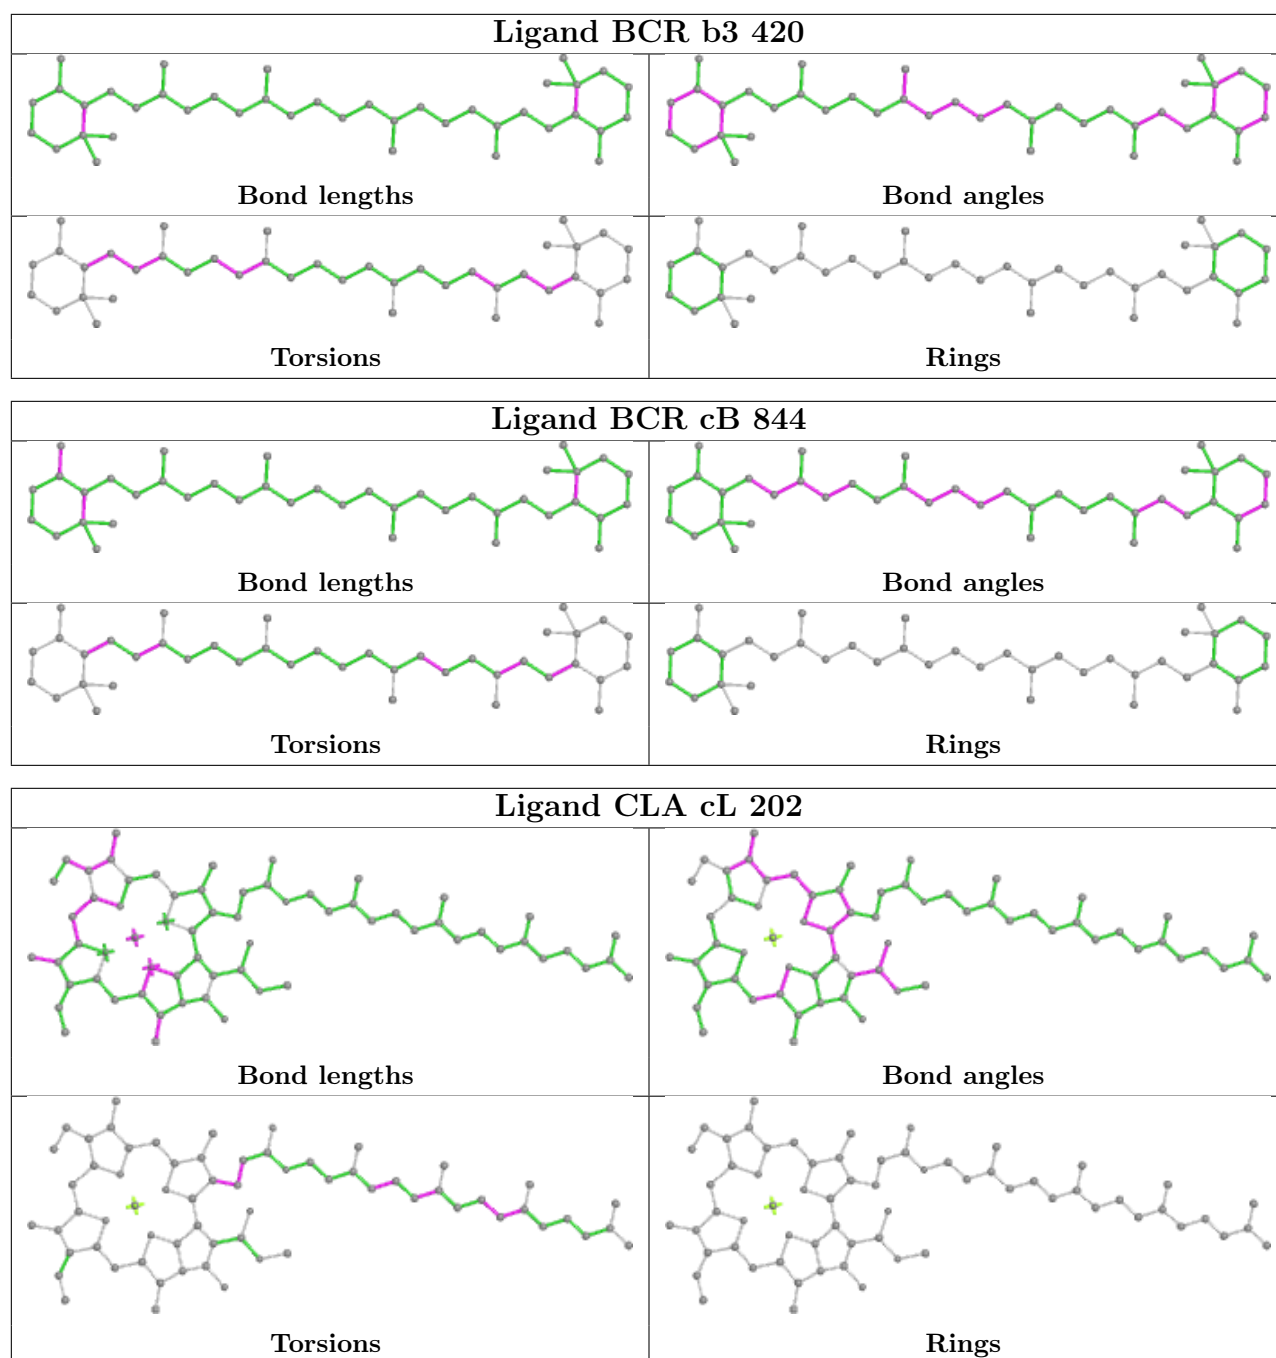 Ligand BCR b3 420
Bond lengths
Bond angles
Torsions
Rings
Ligand BCR cB 844
Bond lengths
Bond angles
Torsions
Rings
Ligand CLA cL 202
Bond lengths
Bond angles
Torsions
Rings